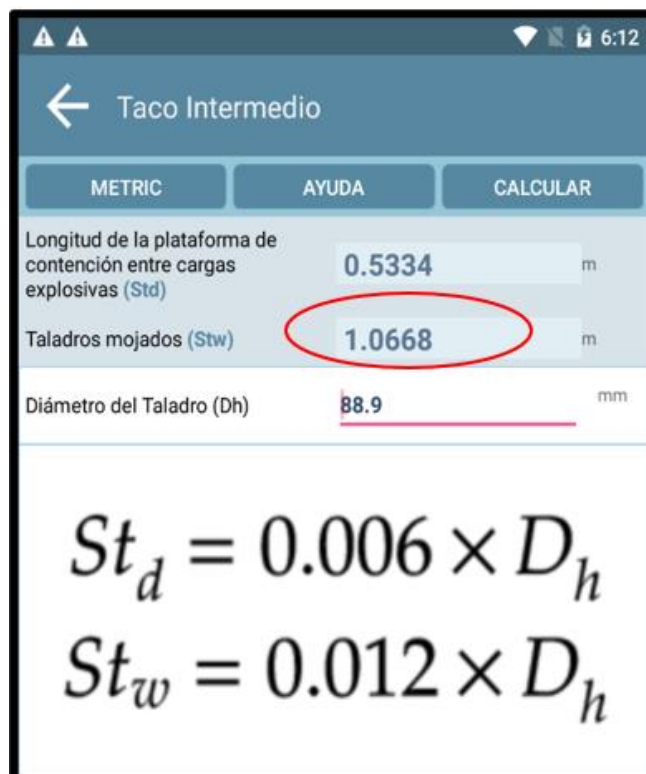 6:12
Taco Intermedio
METRIC AYUDA CALCULAR
Longitud de la plataforma de
contención entre cargas
explosivas (Std)
0.5334 m
Taladros mojados (Stw) 1.0668 m
Diámetro del Taladro (Dh) 88.9 mm
St_d = 0.006 × D_h
St_w = 0.012 × D_h